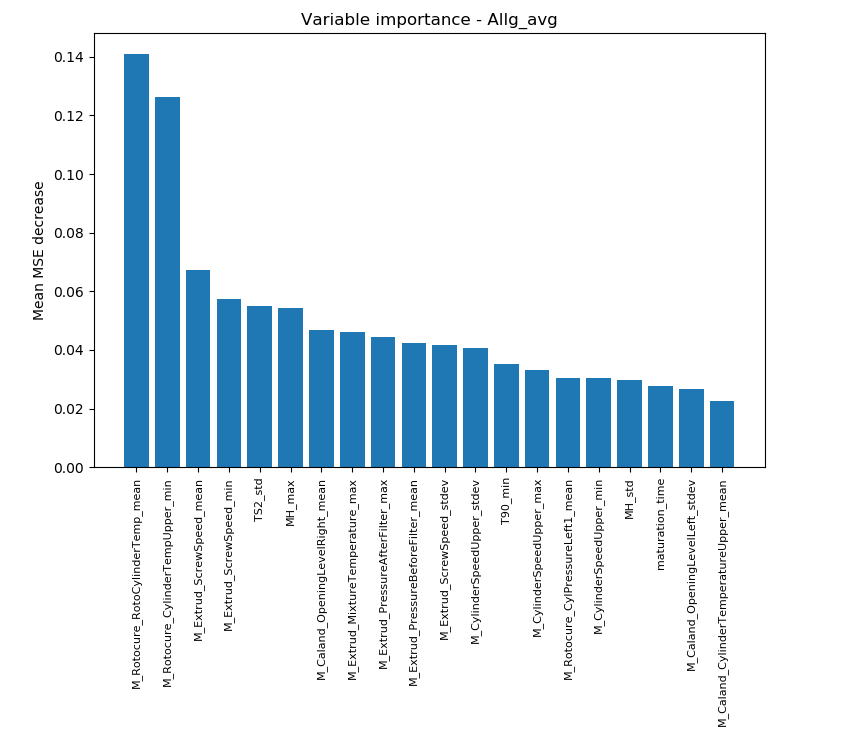 Variable importance - Allg_avg
Mean MSE decrease
0.14
0.12
0.10
0.08
0.06
0.04
0.02
0.00
M_Rotocure_RotoCylinderTemp_mean
M_Rotocure_CylinderTempUpper_min
M_Extrud_ScrewSpeed_mean
M_Extrud_ScrewSpeed_min
TS2_std
MH_max
M_Caland_OpeningLevelRight_mean
M_Extrud_MixtureTemperature_max
M_Extrud_PressureAfterFilter_max
M_Extrud_PressureBeforeFilter_mean
M_Extrud_ScrewSpeed_stdev
M_CylinderSpeedUpper_stdev
T90_min
M_CylinderSpeedUpper_max
M_Rotocure_CylPressureLeft1_mean
M_CylinderSpeedUpper_min
MH_std
maturation_time
M_Caland_OpeningLevelLeft_stdev
M_Caland_CylinderTemperatureUpper_mean